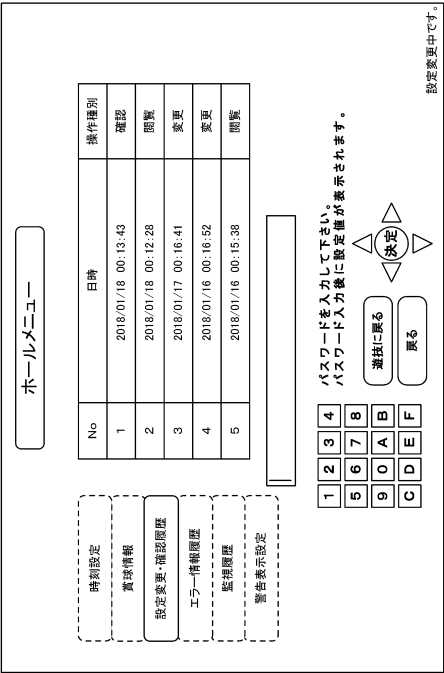 ホールメニュー
時刻設定
賞球情報
設定変更・確認履歴
エラー情報履歴
監視履歴
警告表示設定
No 日時 操作種別
1 2018/01/18 00:13:43 確認
2 2018/01/18 00:12:28 閲覧
3 2018/01/17 00:16:41 変更
4 2018/01/16 00:16:52 変更
5 2018/01/16 00:15:38 閲覧
パスワードを入力して下さい。
パスワード入力後に設定値が表示されます。
1 2 3 4
5 6 7 8
9 0 A B
C D E F
遊技に戻る
戻る
決定
設定変更中です。